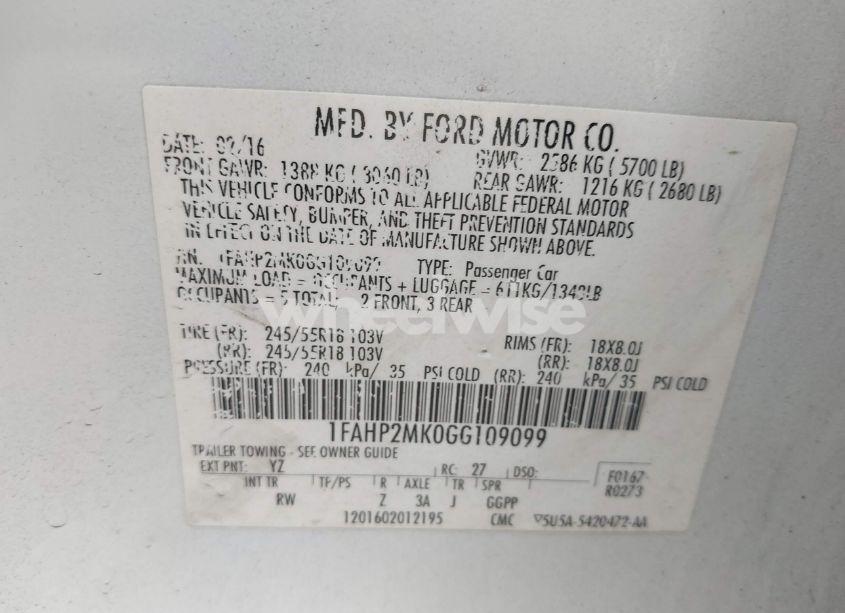 MFD. BY FORD MOTOR CO.
DATE: 02/16 GVWR: 2586 KG ( 5700 LB)
FRONT GAWR: 1388 KG ( 3060 LB) REAR GAWR: 1216 KG ( 2680 LB)
THIS VEHICLE CONFORMS TO ALL APPLICABLE FEDERAL MOTOR
VEHICLE SAFETY, BUMPER, AND THEFT PREVENTION STANDARDS
IN EFFECT ON THE DATE OF MANUFACTURE SHOWN ABOVE.
VIN: 1FAHP2MK0GG109099 TYPE: Passenger Car
MAXIMUM LOAD = OCCUPANTS + LUGGAGE = 611KG/1349LB
OCCUPANTS = 5 TOTAL: 2 FRONT, 3 REAR
wheelwise
TIRE (FR): 245/55R18 103V RIMS (FR): 18X8.0J
(RR): 245/55R18 103V (RR): 18X8.0J
PRESSURE (FR): 240 kPa/ 35 PSI COLD (RR): 240 kPa/ 35 PSI COLD
1FAHP2MK0GG109099
TRAILER TOWING - SEE OWNER GUIDE
EXT PNT: YZ RC: 27 DSO: F0167
R0273
INT TR TP/PS R AXLE TR SPR
RW Z 3A J GGPP
1201602012195 CMC ▽5U5A-5420472-AA